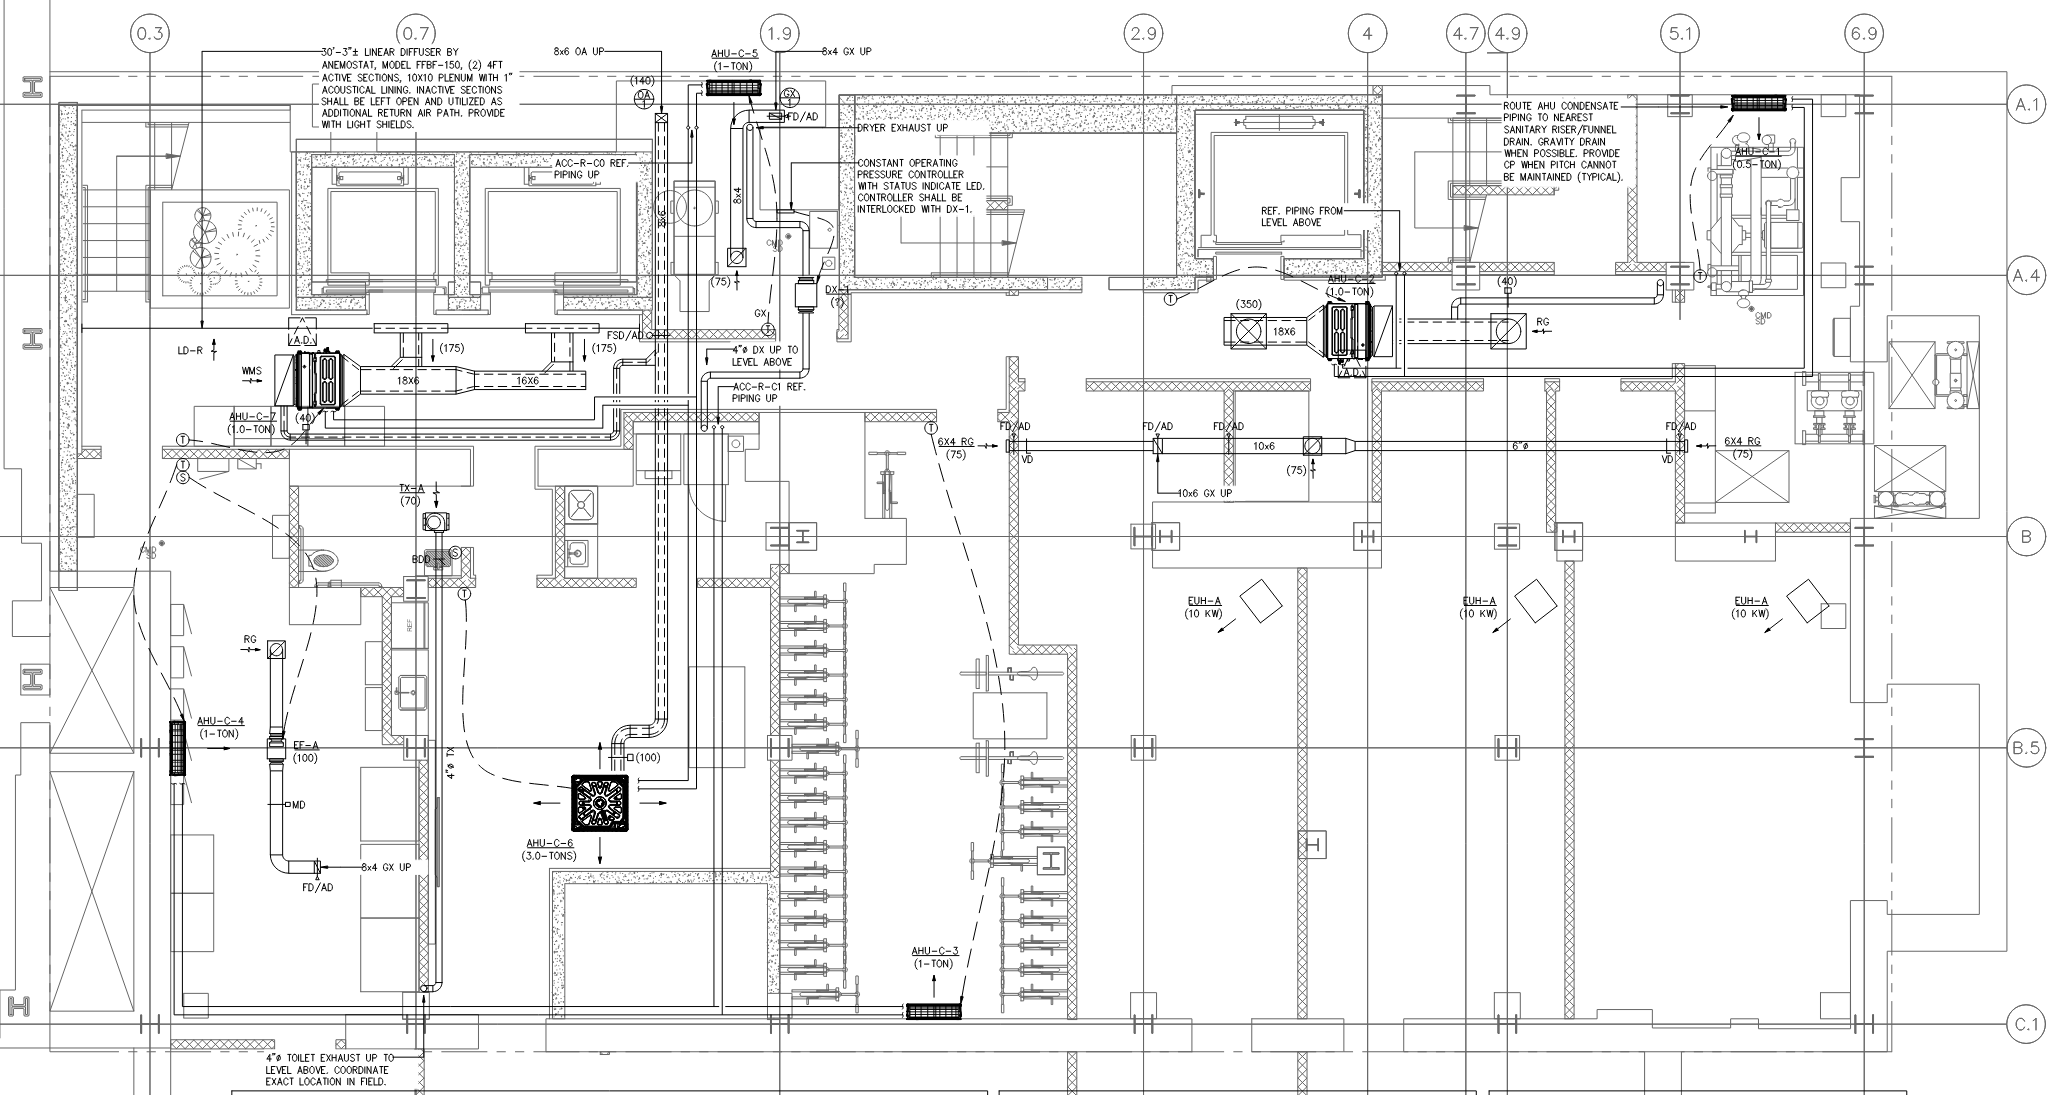 0.3
0.7
1.9
2.9
4
4.7
4.9
5.1
6.9
30'-3"± LINEAR DIFFUSER BY
ANEMOSTAT, MODEL FFBF-150, (2) 4FT
ACTIVE SECTIONS, 10X10 PLENUM WITH 1"
ACOUSTICAL LINING. INACTIVE SECTIONS
SHALL BE LEFT OPEN AND UTILIZED AS
ADDITIONAL RETURN AIR PATH. PROVIDE
WITH LIGHT SHIELDS.
8x6 OA UP
AHU-C-5
(1-TON)
8x4 GX UP
(140)
OA
1
GX
1
FD/AD
DRYER EXHAUST UP
ACC-R-C0 REF.
PIPING UP
CONSTANT OPERATING
PRESSURE CONTROLLER
WITH STATUS INDICATE LED.
CONTROLLER SHALL BE
INTERLOCKED WITH DX-1.
ROUTE AHU CONDENSATE
PIPING TO NEAREST
SANITARY RISER/FUNNEL
DRAIN. GRAVITY DRAIN
WHEN POSSIBLE. PROVIDE
CP WHEN PITCH CANNOT
BE MAINTAINED (TYPICAL).
A.1
AHU-C-1
(0.5-TON)
8x4
8x6
REF. PIPING FROM
LEVEL ABOVE
CMD
SD
(75)
DX-1
(?)
GX
T
T
T
A.4
AHU-C-2
(1.0-TON)
(40)
(350)
18X6
RG
A.D.
CMD
SD
FSD/AD
A.D.
LD-R
(175)
(175)
WMS
18X6
16X6
4"ø DX UP TO
LEVEL ABOVE
ACC-R-C1 REF.
PIPING UP
AHU-C-7
(1.0-TON)
(40)
T
T
S
T
FD/AD
FD/AD
FD/AD
FD/AD
6X4 RG
(75)
VD
10x6
(75)
6"ø
VD
6X4 RG
(75)
10x6 GX UP
TX-A
(70)
BDD
S
T
CMD
SD
B
EUH-A
(10 KW)
EUH-A
(10 KW)
EUH-A
(10 KW)
REF
RG
AHU-C-4
(1-TON)
EF-A
(100)
4"ø TX
(100)
B.5
MD
AHU-C-6
(3.0-TONS)
8x4 GX UP
FD/AD
AHU-C-3
(1-TON)
C.1
4"ø TOILET EXHAUST UP TO
LEVEL ABOVE. COORDINATE
EXACT LOCATION IN FIELD.